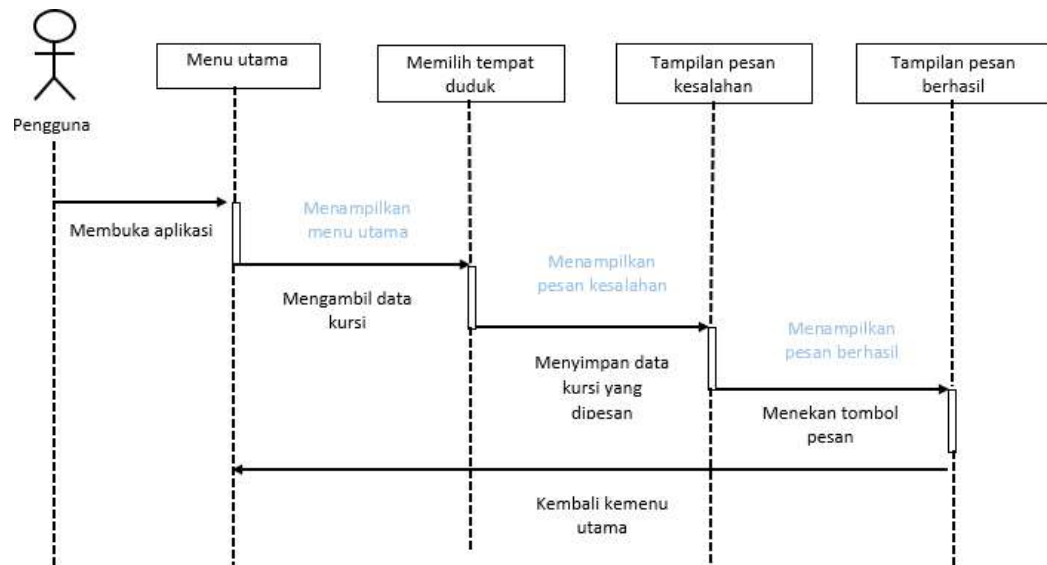 Menu utama
Memilih tempat
duduk
Tampilan pesan
kesalahan
Tampilan pesan
berhasil
Pengguna
Membuka aplikasi
Menampilkan
menu utama
Mengambil data
kursi
Menampilkan
pesan kesalahan
Menyimpan data
kursi yang
dipesan
Menampilkan
pesan berhasil
Menekan tombol
pesan
Kembali kemenu
utama